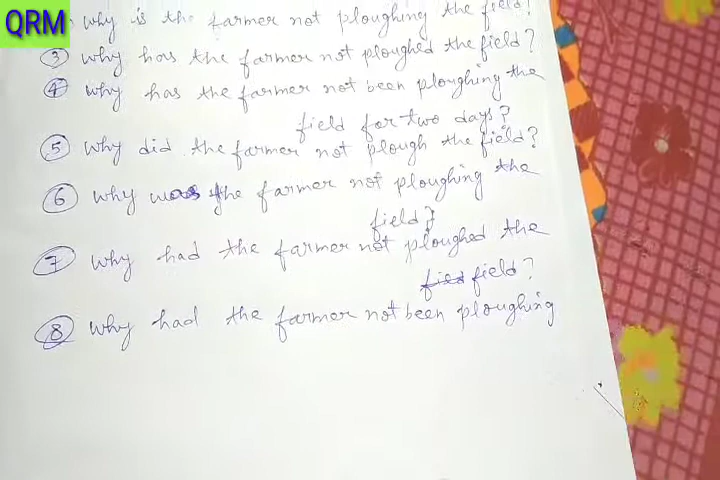 QRM
why is the farmer not ploughing the field?
3 why has the farmer not ploughed the field?
4 why has the farmer not been ploughing the
field for two days?
5 why did the farmer not plough the field?
6 why was the farmer not ploughing the
field?
7 why had the farmer not ploughed the
field?
8 why had the farmer not been ploughing